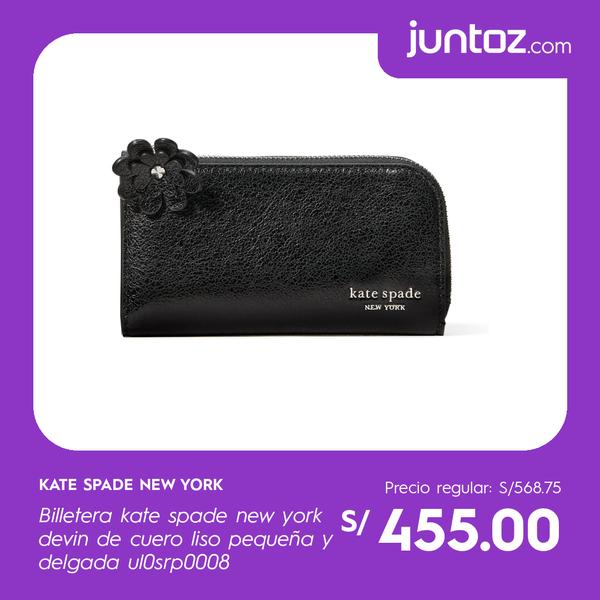 juntoz.com
kate spade
NEW YORK
KATE SPADE NEW YORK
Billetera kate spade new york
devin de cuero liso pequeña y
delgada ul0srp0008
Precio regular: S/568.75
S/ 455.00